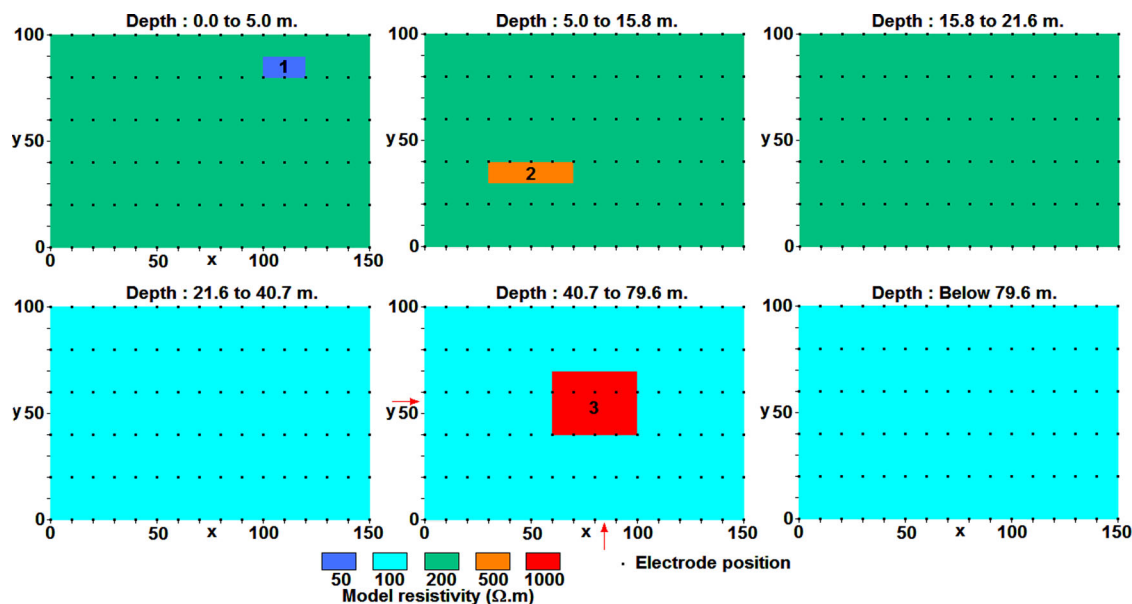 Depth : 0.0 to 5.0 m.
Depth : 5.0 to 15.8 m.
Depth : 15.8 to 21.6 m.
100
1
y 50
0
0 50 x 100 150
100
2
y 50
0
0 50 x 100 150
100
y 50
0
0 50 x 100 150
Depth : 21.6 to 40.7 m.
Depth : 40.7 to 79.6 m.
Depth : Below 79.6 m.
100
y 50
0
0 50 x 100 150
100
3
y 50
0
0 50 x 100 150
100
y 50
0
0 50 x 100 150
50 100 200 500 1000
Model resistivity (Ω.m)
· Electrode position